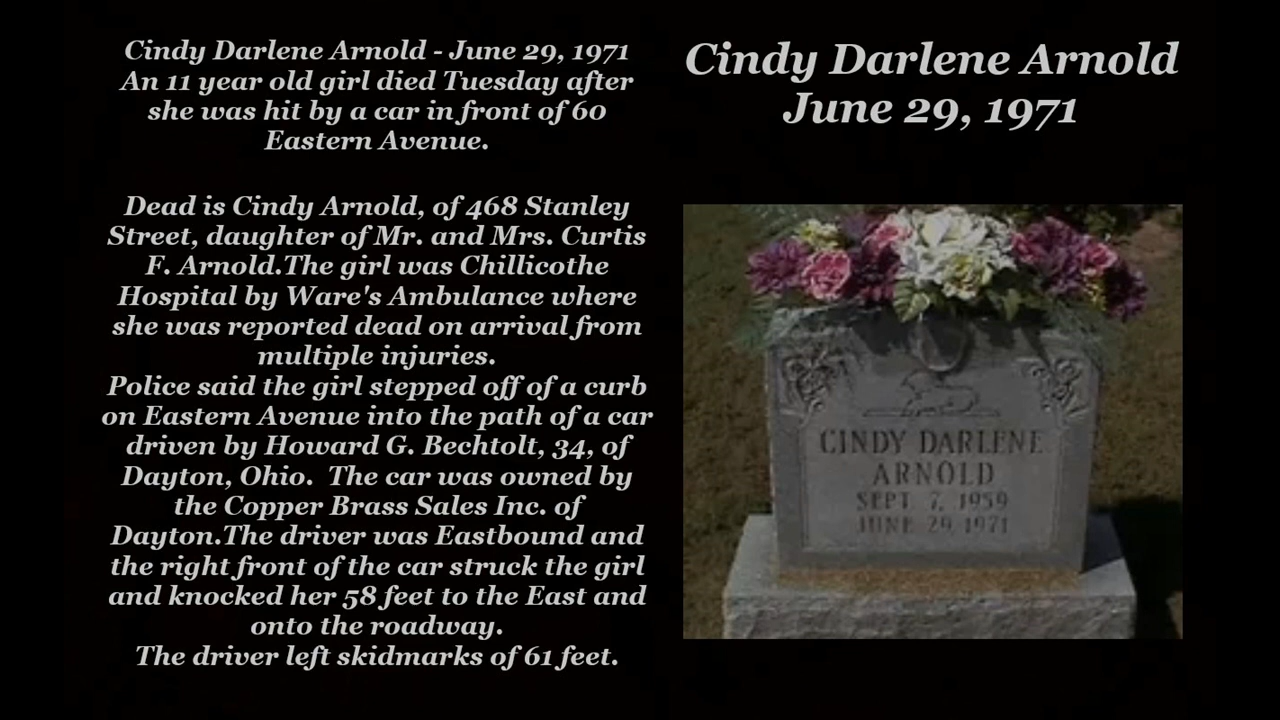 Cindy Darlene Arnold - June 29, 1971
An 11 year old girl died Tuesday after
she was hit by a car in front of 60
Eastern Avenue.
Dead is Cindy Arnold, of 468 Stanley
Street, daughter of Mr. and Mrs. Curtis
F. Arnold.The girl was Chillicothe
Hospital by Ware's Ambulance where
she was reported dead on arrival from
multiple injuries.
Police said the girl stepped off of a curb
on Eastern Avenue into the path of a car
driven by Howard G. Bechtolt, 34, of
Dayton, Ohio.  The car was owned by
the Copper Brass Sales Inc. of
Dayton.The driver was Eastbound and
the right front of the car struck the girl
and knocked her 58 feet to the East and
onto the roadway.
The driver left skidmarks of 61 feet.
Cindy Darlene Arnold
June 29, 1971
CINDY DARLENE
ARNOLD
SEPT. 7, 1959
JUNE 29, 1971